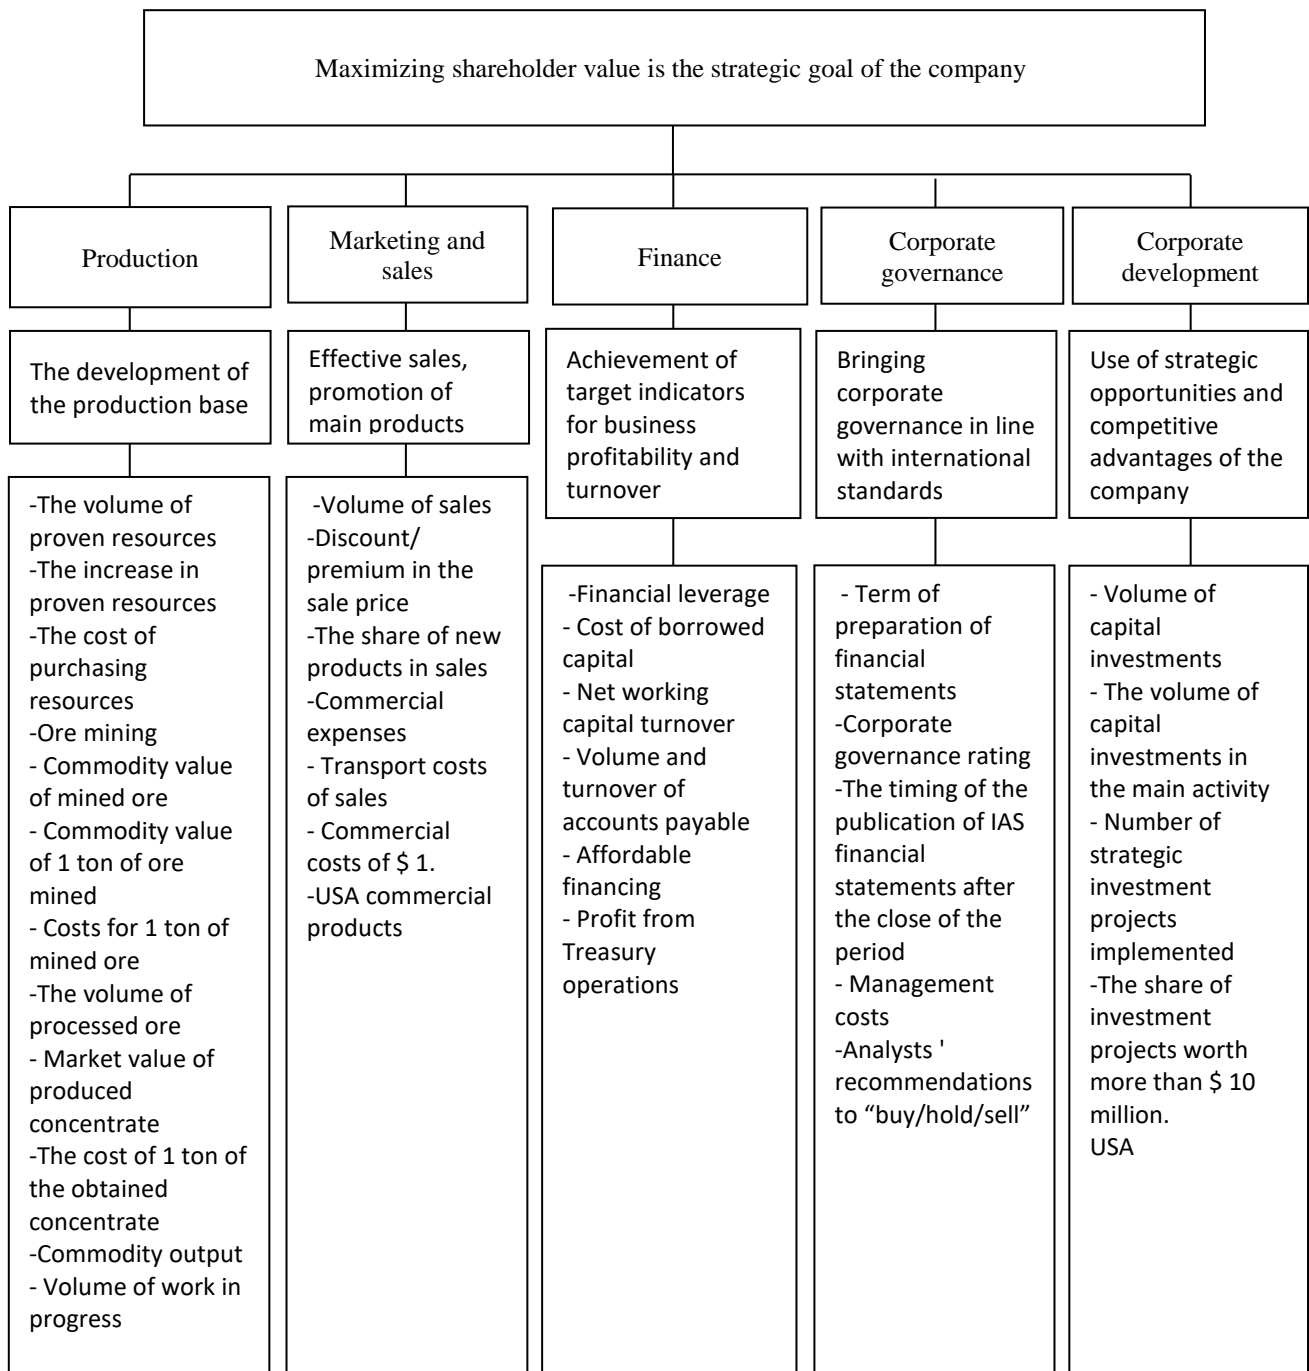 Maximizing shareholder value is the strategic goal of the company
Production
Marketing and
sales
Finance
Corporate
governance
Corporate
development
The development of
the production base
Effective sales,
promotion of
main products
Achievement of
target indicators
for business
profitability and
turnover
Bringing
corporate
governance in line
with international
standards
Use of strategic
opportunities and
competitive
advantages of the
company
-The volume of
proven resources
-The increase in
proven resources
-The cost of
purchasing
resources
-Ore mining
- Commodity value
of mined ore
- Commodity value
of 1 ton of ore
mined
- Costs for 1 ton of
mined ore
-The volume of
processed ore
- Market value of
produced
concentrate
-The cost of 1 ton of
the obtained
concentrate
-Commodity output
- Volume of work in
progress
-Volume of sales
-Discount/
premium in the
sale price
-The share of new
products in sales
-Commercial
expenses
- Transport costs
of sales
- Commercial
costs of $ 1.
-USA commercial
products
-Financial leverage
- Cost of borrowed
capital
- Net working
capital turnover
- Volume and
turnover of
accounts payable
- Affordable
financing
- Profit from
Treasury
operations
- Term of
preparation of
financial
statements
-Corporate
governance rating
-The timing of the
publication of IAS
financial
statements after
the close of the
period
- Management
costs
-Analysts '
recommendations
to “buy/hold/sell”
- Volume of
capital
investments
- The volume of
capital
investments in
the main activity
- Number of
strategic
investment
projects
implemented
-The share of
investment
projects worth
more than $ 10
million.
USA